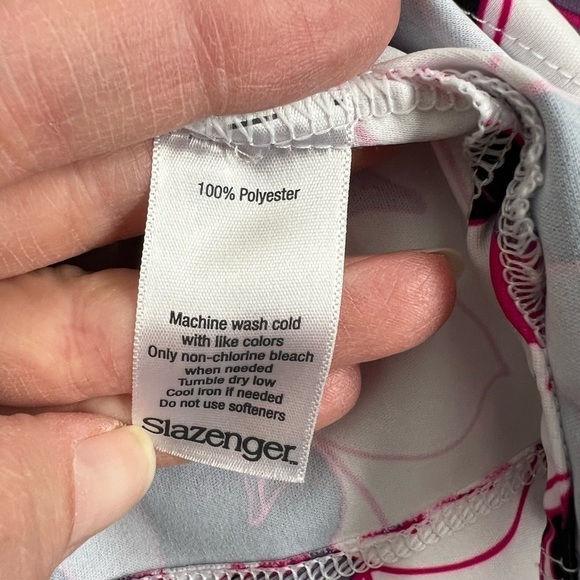 100% Polyester
Machine wash cold
with like colors
Only non-chlorine bleach
when needed
Tumble dry low
Cool iron if needed
Do not use softeners
Slazenger™